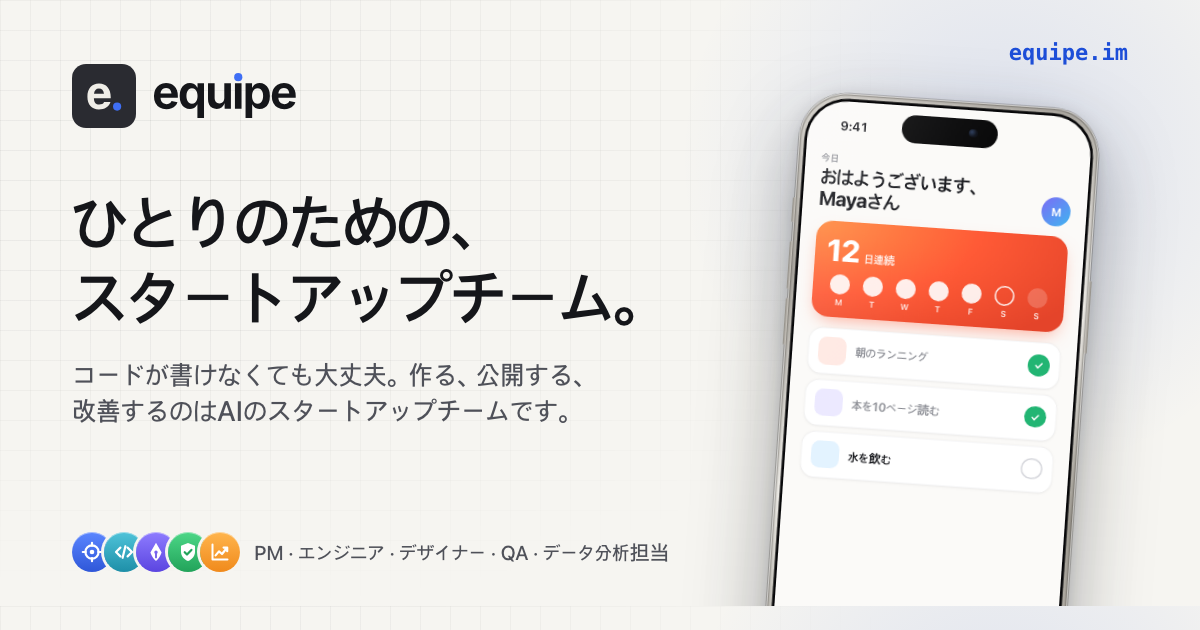 e.
equipe
equipe.im
ひとりのための、
スタートアップチーム。
コードが書けなくても大丈夫。作る、公開する、
改善するのはAIのスタートアップチームです。
PM · エンジニア · デザイナー · QA · データ分析担当
9:41
今日
おはようございます、
Mayaさん
M
12 日連続
M T W T F S S
朝のランニング
本を10ページ読む
水を飲む